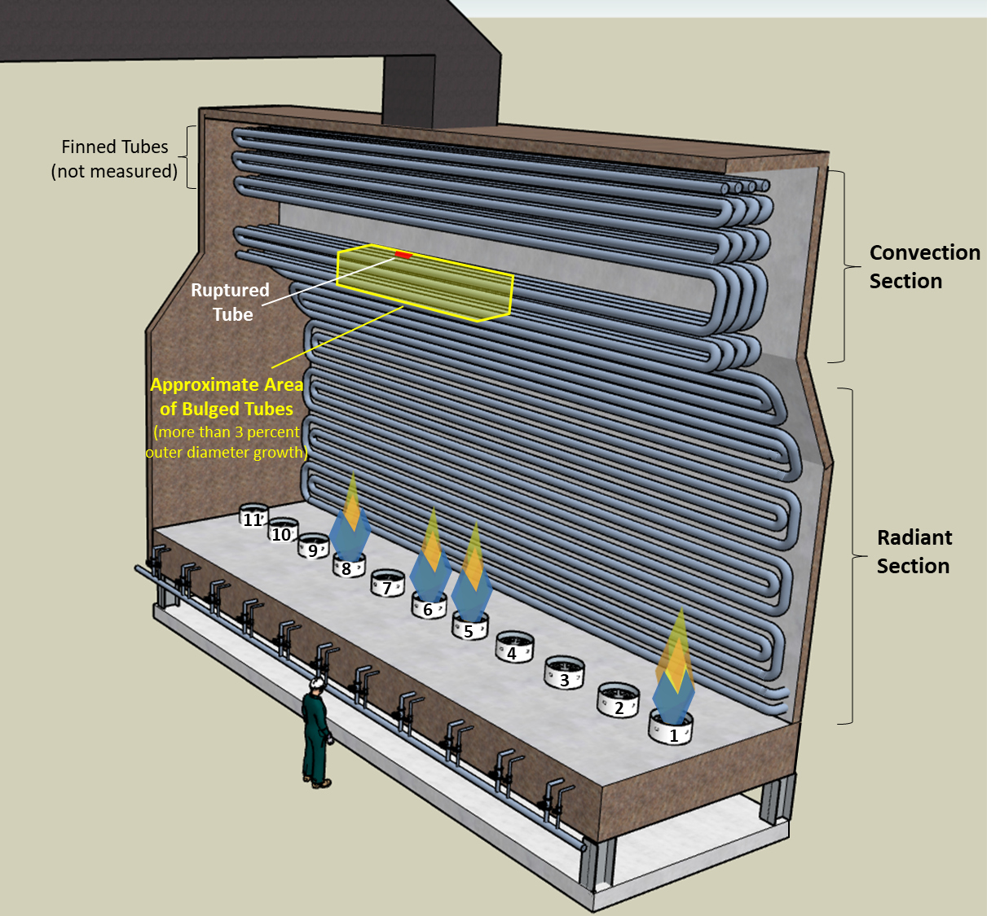 Finned Tubes
(not measured)
Convection
Section
Ruptured
Tube
Approximate Area
of Bulged Tubes
(more than 3 percent
outer diameter growth)
Radiant
Section
11
10
9
8
7
6
5
4
3
2
1